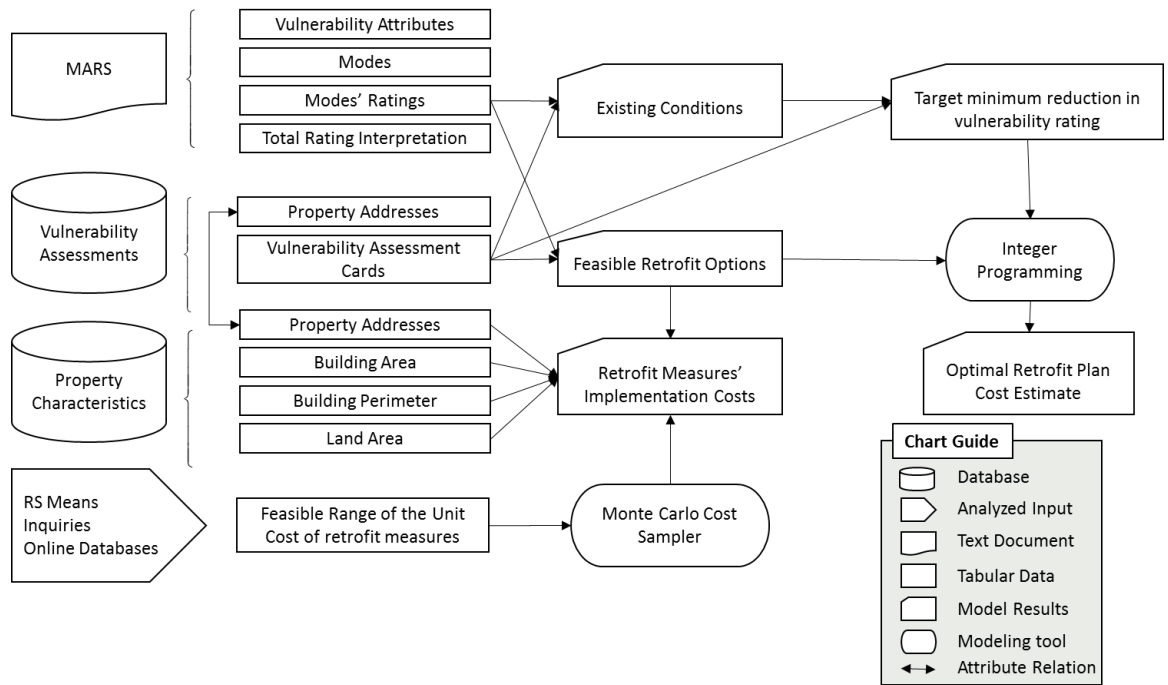 MARS
Vulnerability Attributes
Modes
Modes' Ratings
Total Rating Interpretation
Existing Conditions
Target minimum reduction in
vulnerability rating
Vulnerability
Assessments
Property Addresses
Vulnerability Assessment
Cards
Feasible Retrofit Options
Integer
Programming
Property
Characteristics
Property Addresses
Building Area
Building Perimeter
Land Area
Retrofit Measures'
Implementation Costs
Optimal Retrofit Plan
Cost Estimate
RS Means
Inquiries
Online Databases
Feasible Range of the Unit
Cost of retrofit measures
Monte Carlo Cost
Sampler
Chart Guide
Database
Analyzed Input
Text Document
Tabular Data
Model Results
Modeling tool
Attribute Relation